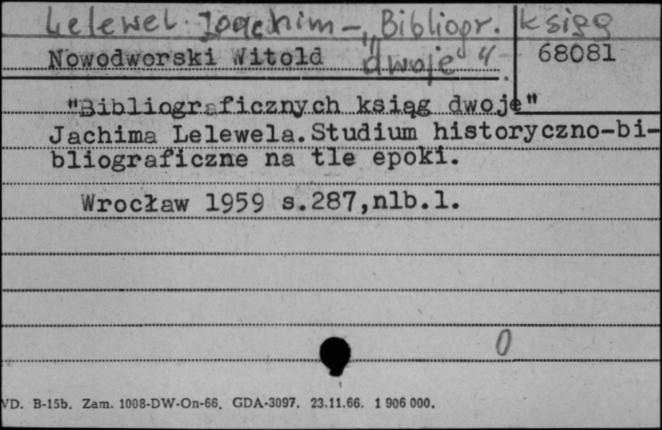 Lelewel Joachim - "Bibliogr. ksiąg
Nowodworski Witold dwoje" 68081
"Bibliograficznych ksiąg dwoje"
Jachima Lelewela.Studium historyczno-bi-
bliograficzne na tle epoki.
Wrocław 1959 s.287,nlb.1.
0
VD. B-15b. Zam. 1008-DW-On-66. GDA-3097. 23.11.66. 1 906 000.